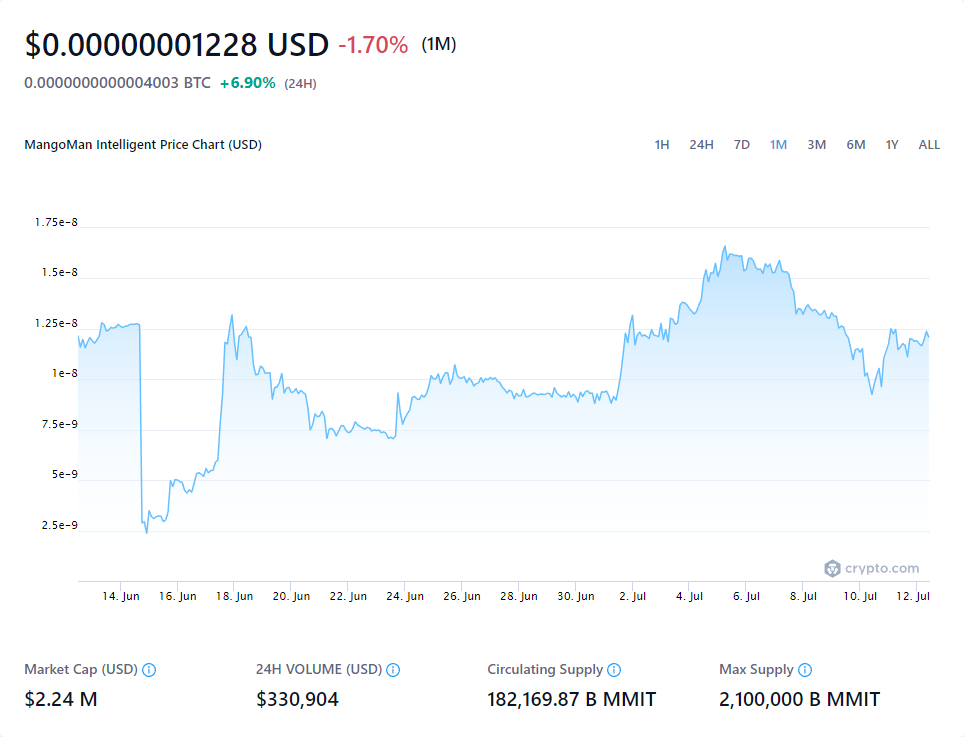 $0.00000001228 USD -1.70% (1M)
0.0000000000004003 BTC +6.90% (24H)
MangoMan Intelligent Price Chart (USD)
1H 24H 7D 1M 3M 6M 1Y ALL
1.75e-8
1.5e-8
1.25e-8
1e-8
7.5e-9
5e-9
2.5e-9
crypto.com
14. Jun 16. Jun 18. Jun 20. Jun 22. Jun 24. Jun 26. Jun 28. Jun 30. Jun 2. Jul 4. Jul 6. Jul 8. Jul 10. Jul 12. Jul
Market Cap (USD) 24H VOLUME (USD) Circulating Supply Max Supply
$2.24 M $330,904 182,169.87 B MMIT 2,100,000 B MMIT